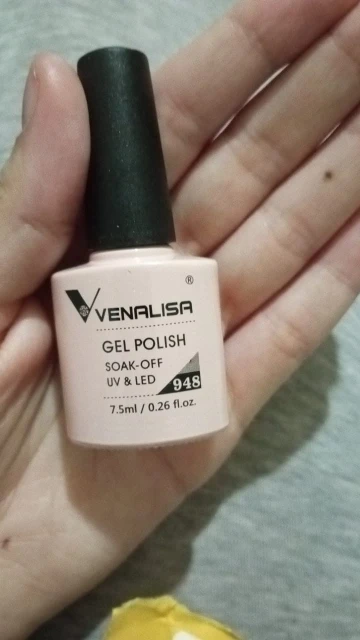 ®
VENALISA
GEL POLISH
SOAK-OFF
UV & LED
948
7.5ml / 0.26 fl.oz.